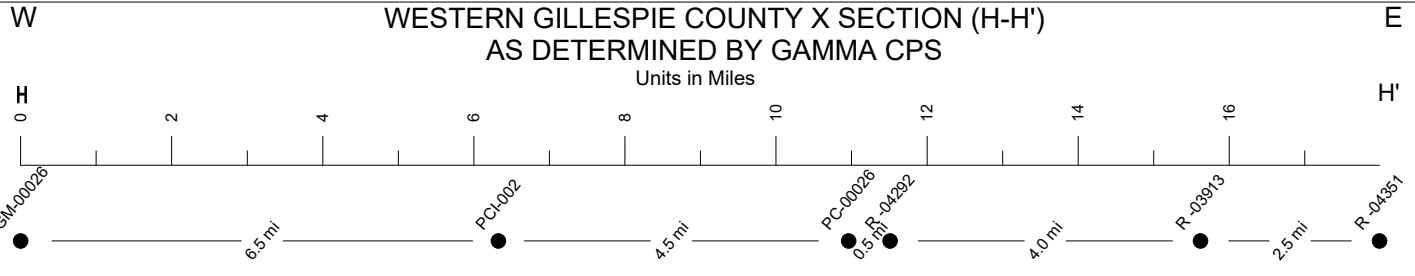 W
WESTERN GILLESPIE COUNTY X SECTION (H-H')
E
AS DETERMINED BY GAMMA CPS
Units in Miles
H
H'
0
2
4
6
8
10
12
14
16
GM-00026
PCI-002
PC-00026
R -04292
R -03913
R -04351
6.5 mi
4.5 mi
0.5 mi
4.0 mi
2.5 mi